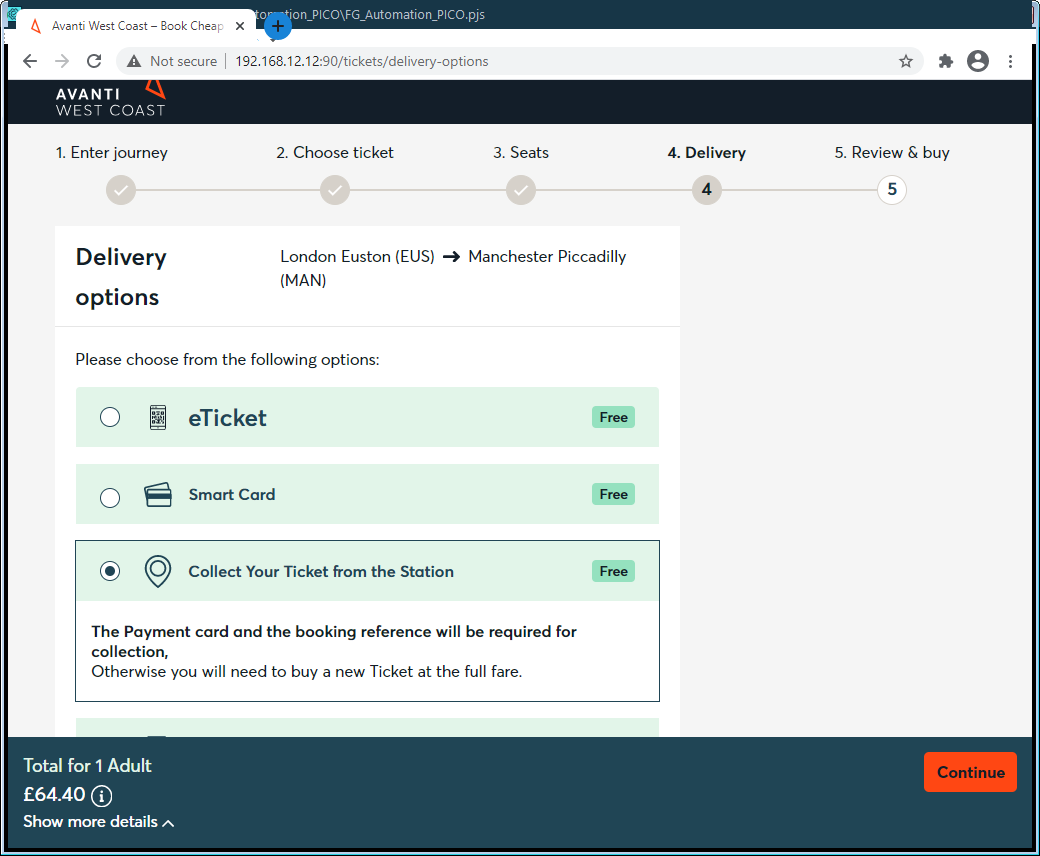 tomation_PICO\FG_Automation_PICO.pjs
Avanti West Coast – Book Cheap
Not secure 192.168.12.12:90/tickets/delivery-options
AVANTI
WEST COAST
1. Enter journey 2. Choose ticket 3. Seats 4. Delivery 5. Review & buy
4 5
Delivery
options
London Euston (EUS) → Manchester Piccadilly
(MAN)
Please choose from the following options:
eTicket Free
Smart Card Free
Collect Your Ticket from the Station Free
The Payment card and the booking reference will be required for
collection,
Otherwise you will need to buy a new Ticket at the full fare.
Total for 1 Adult
£64.40
Show more details
Continue